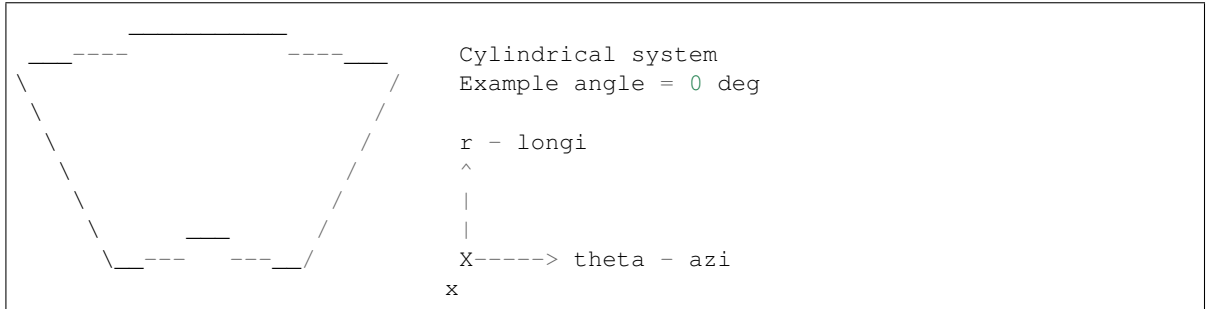 Cylindrical system
Example angle = 0 deg
r - longi
^
|
|
X-----> theta - azi
x